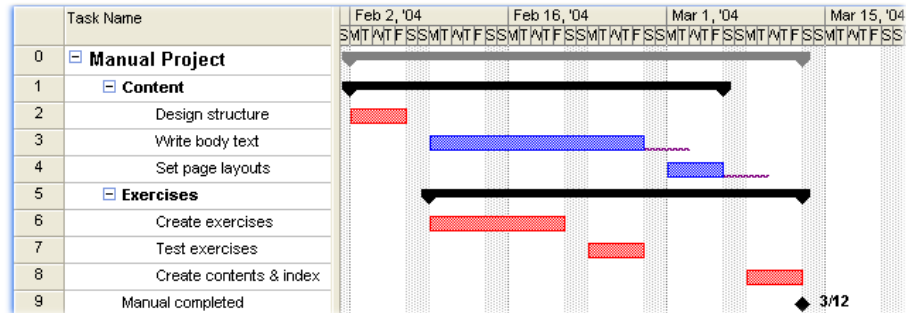 Task Name
Feb 2, '04 Feb 16, '04 Mar 1, '04 Mar 15, '04
S M T W T F S S M T W T F S S M T W T F S S M T W T F S S M T W T F S S M T W T F S S M T W T F S S
0 Manual Project
1 Content
2 Design structure
3 Write body text
4 Set page layouts
5 Exercises
6 Create exercises
7 Test exercises
8 Create contents & index
9 Manual completed 3/12